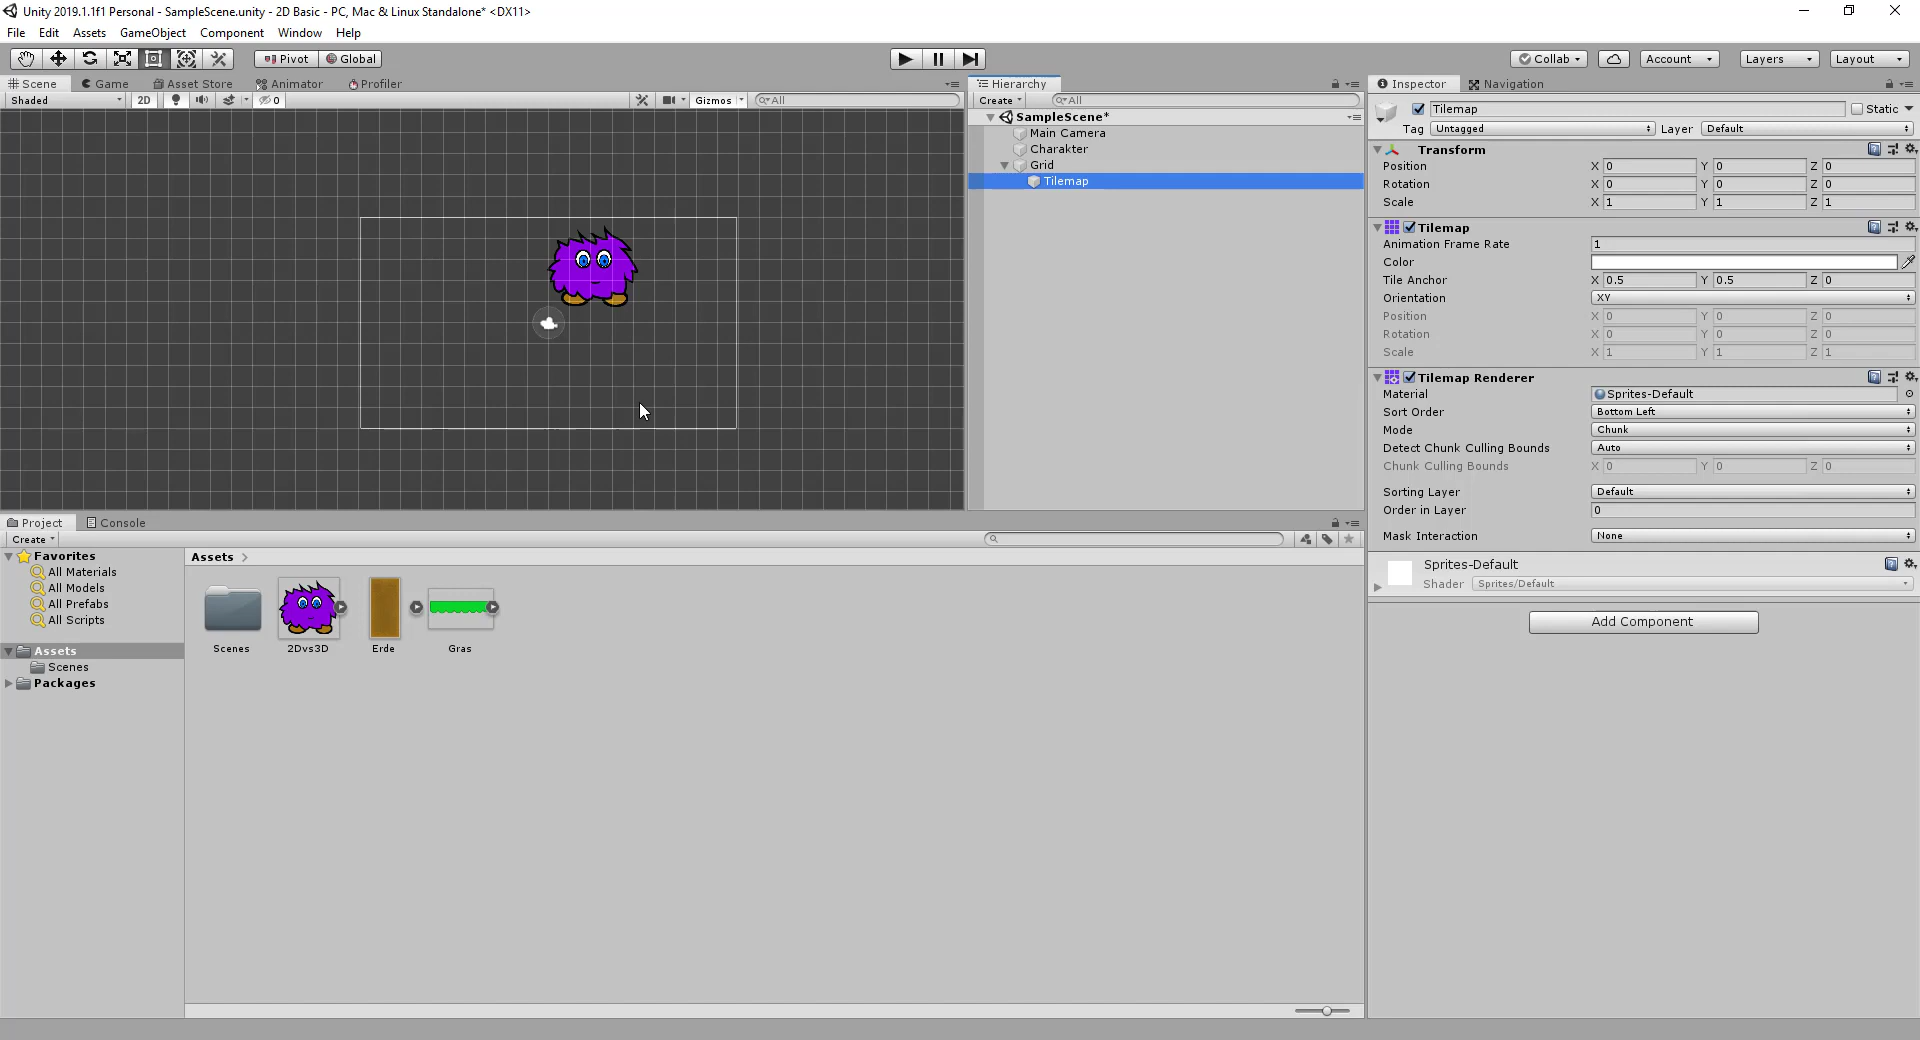 Unity 2019.1.1f1 Personal - SampleScene.unity - 2D Basic - PC, Mac & Linux Standalone* <DX11>
File Edit Assets GameObject Component Window Help
Pivot Global Collab Account Layers Layout
Scene Game Asset Store Animator Profiler
Shaded 2D 0 Gizmos All
Hierarchy
Create All
SampleScene*
Main Camera
Charakter
Grid
Tilemap
Inspector Navigation
Tilemap Static
Tag Untagged Layer Default
Transform
Position X 0 Y 0 Z 0
Rotation X 0 Y 0 Z 0
Scale X 1 Y 1 Z 1
Tilemap
Animation Frame Rate 1
Color
Tile Anchor X 0.5 Y 0.5 Z 0
Orientation XY
Position X 0 Y 0 Z 0
Rotation X 0 Y 0 Z 0
Scale X 1 Y 1 Z 1
Tilemap Renderer
Material Sprites-Default
Sort Order Bottom Left
Mode Chunk
Detect Chunk Culling Bounds Auto
Chunk Culling Bounds X 0 Y 0 Z 0
Sorting Layer Default
Order in Layer 0
Mask Interaction None
Sprites-Default
Shader Sprites/Default
Add Component
Project Console
Create
Favorites
All Materials
All Models
All Prefabs
All Scripts
Assets
Scenes
Packages
Assets
Scenes 2Dvs3D Erde Gras